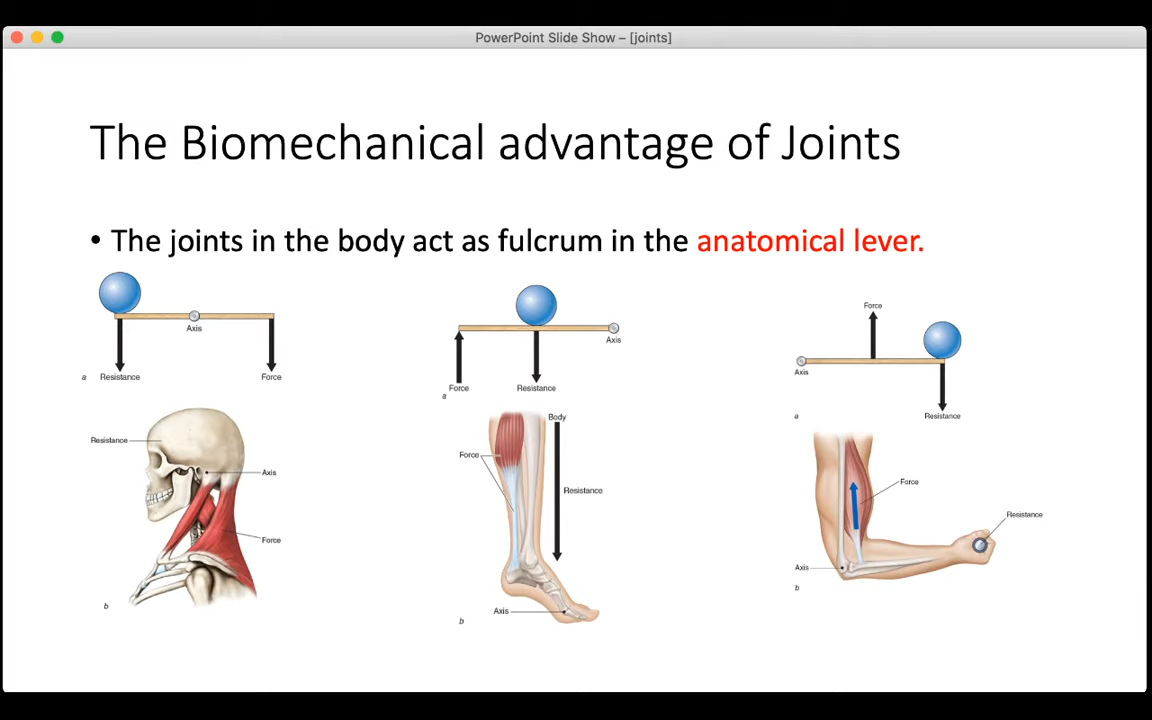 PowerPoint Slide Show – [joints]
The Biomechanical advantage of Joints
• The joints in the body act as fulcrum in the anatomical lever.
Axis
a Resistance Force
Resistance
Axis
Force
b
Axis
Force Resistance
a
Body
Force
Resistance
Axis
b
Force
Axis
a Resistance
Force
Resistance
Axis
b